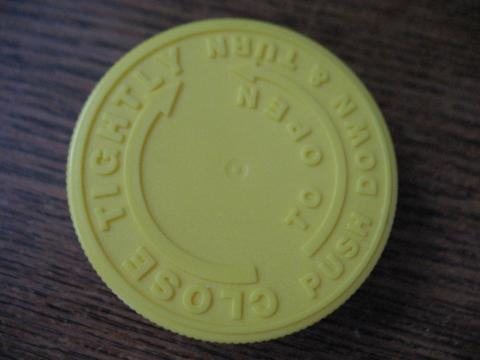 CLOSE TIGHTLY
PUSH DOWN & TURN
TO OPEN